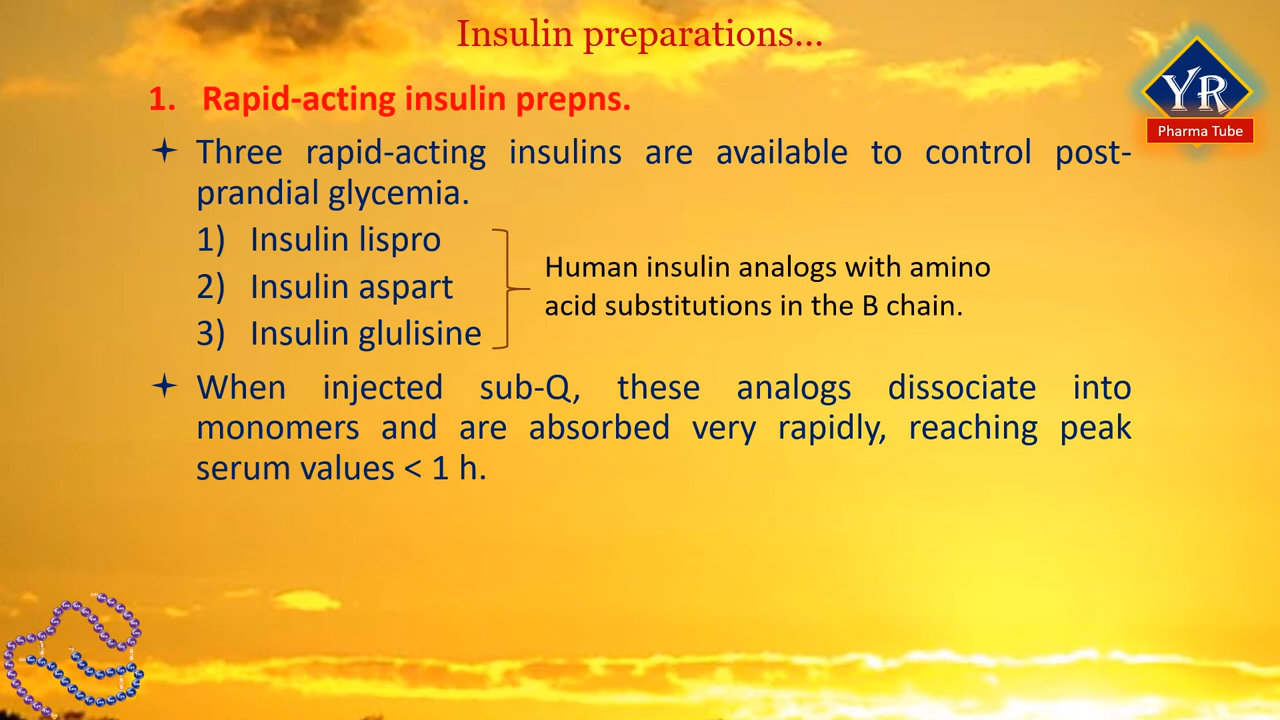 Insulin preparations...
YR
Pharma Tube
1. Rapid-acting insulin prepns.
Three rapid-acting insulins are available to control post-
prandial glycemia.
1) Insulin lispro
2) Insulin aspart
3) Insulin glulisine
Human insulin analogs with amino
acid substitutions in the B chain.
When injected sub-Q, these analogs dissociate into
monomers and are absorbed very rapidly, reaching peak
serum values < 1 h.